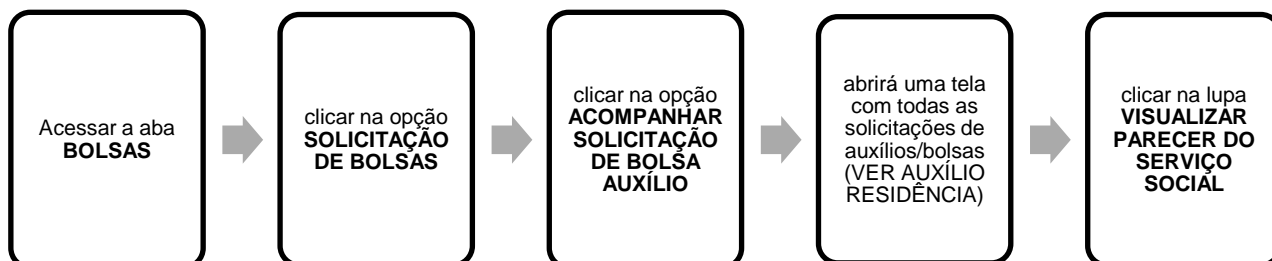 Acessar a aba
BOLSAS
clicar na opção
SOLICITAÇÃO
DE BOLSAS
clicar na opção
ACOMPANHAR
SOLICITAÇÃO
DE BOLSA
AUXÍLIO
abrirá uma tela
com todas as
solicitações de
auxílios/bolsas
(VER AUXÍLIO
RESIDÊNCIA)
clicar na lupa
VISUALIZAR
PARECER DO
SERVIÇO
SOCIAL